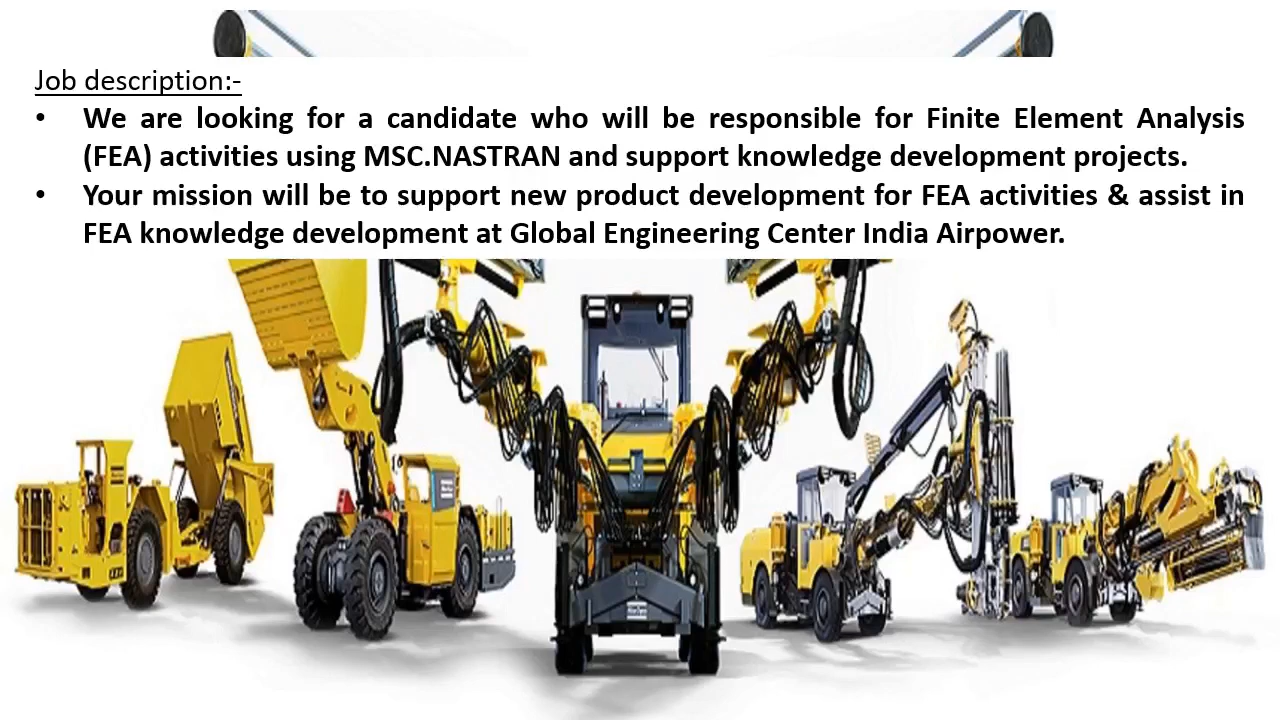 Job description:-
• We are looking for a candidate who will be responsible for Finite Element Analysis
(FEA) activities using MSC.NASTRAN and support knowledge development projects.
• Your mission will be to support new product development for FEA activities & assist in
FEA knowledge development at Global Engineering Center India Airpower.